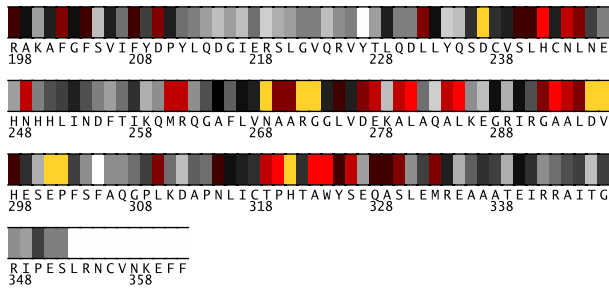 RAKAFGFSVIFYDPYLQDGIERSLGVQRVYTLQDLLYQSDCVSLHCNLNE
198 208 218 228 238
HNHHLINDFTIKQMRQGAFLVNAARGGLVDEKALAQALKEGRIRGAALDV
248 258 268 278 288
HESEPFSFAQGPLKDAPNLICTPHTAWYSEQASLEMREAAATEIRRAITG
298 308 318 328 338
RIPESLRNCVNKEFF
348 358